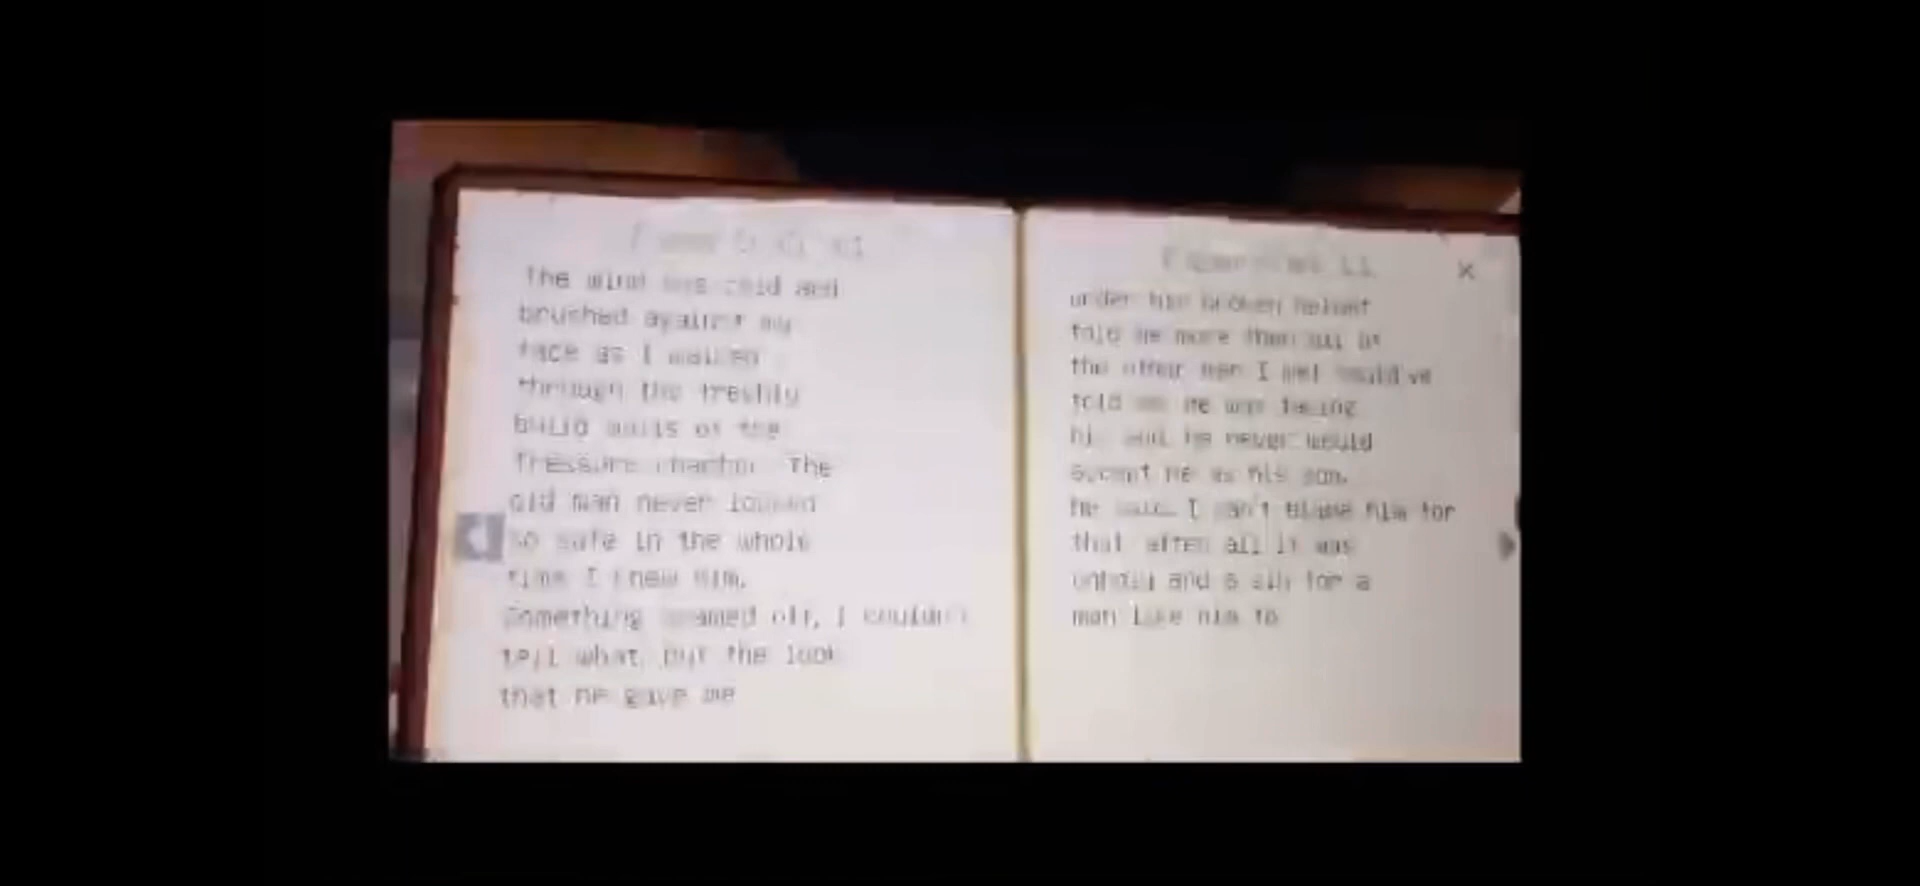 The wind was cold and
brushed against my
face as I walked
through the freshly
build walls of the
The
old man never looked
so safe in the whole
time I knew him.
Something seamed off, I couldn't
tell what, but the look
that he gave me
under his broken helmet
told me more than all of
the other men I met could've
told me. He was facing
and he never would
accept me as his son.
he said. I can't blame him for
that after all it was
unholy and a sin for a
man like him to